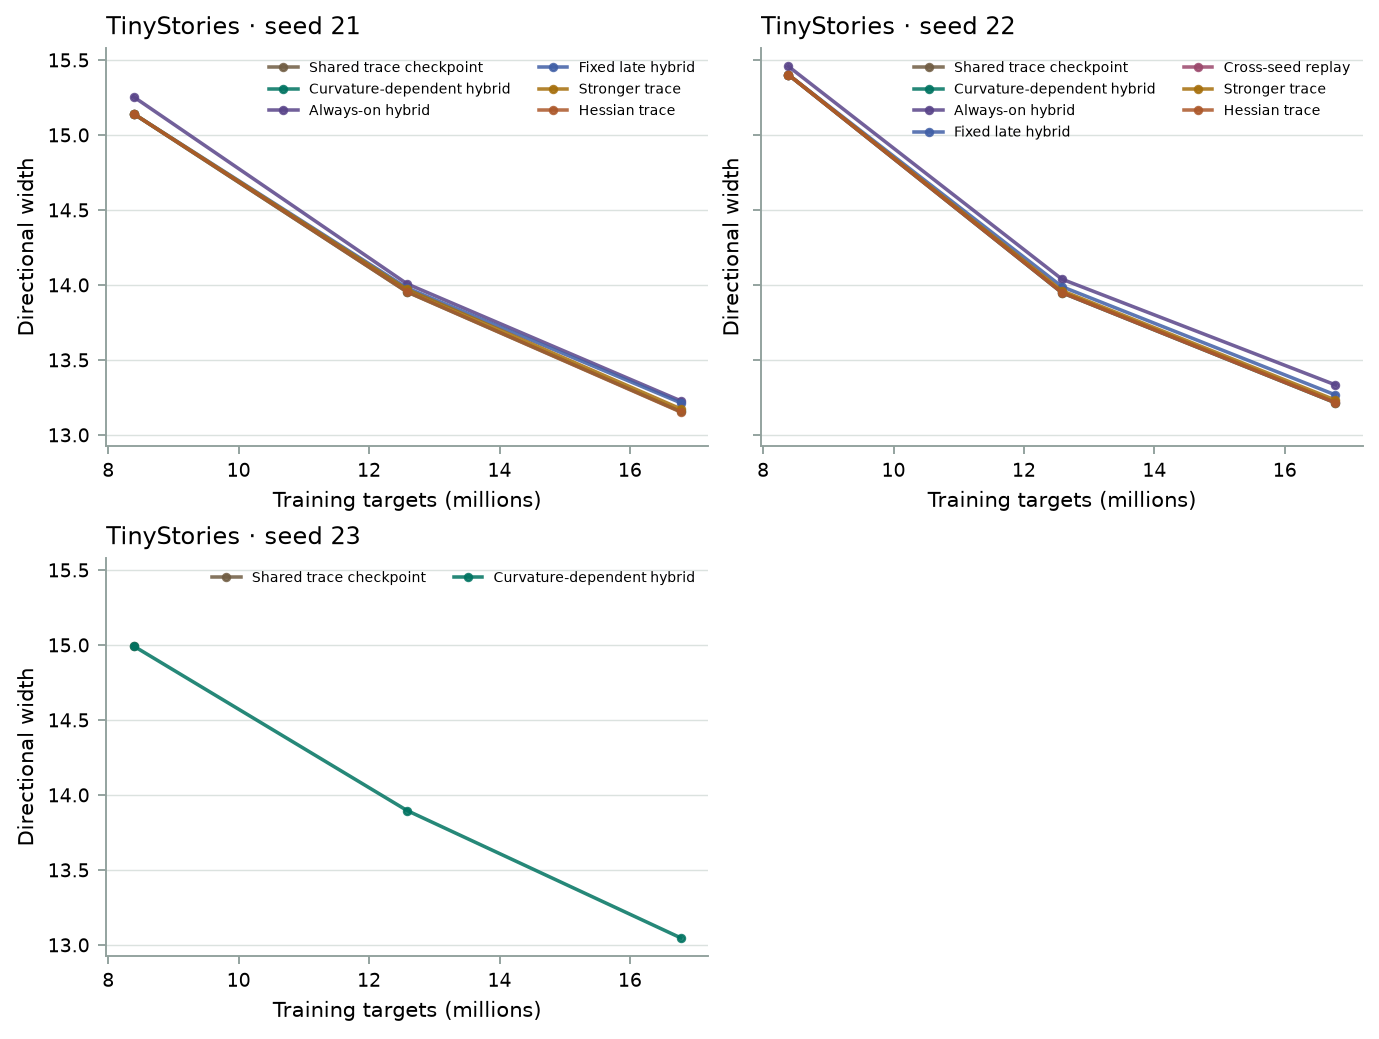 TinyStories · seed 21
Directional width
15.5
15.0
14.5
14.0
13.5
13.0
Shared trace checkpoint
Curvature-dependent hybrid
Always-on hybrid
Fixed late hybrid
Stronger trace
Hessian trace
8 10 12 14 16
Training targets (millions)
TinyStories · seed 22
Directional width
Shared trace checkpoint
Curvature-dependent hybrid
Always-on hybrid
Fixed late hybrid
Cross-seed replay
Stronger trace
Hessian trace
8 10 12 14 16
Training targets (millions)
TinyStories · seed 23
Directional width
15.5
15.0
14.5
14.0
13.5
13.0
Shared trace checkpoint
Curvature-dependent hybrid
8 10 12 14 16
Training targets (millions)